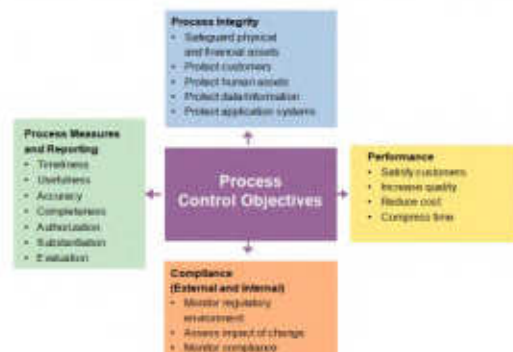 Process Integrity
• Safeguard physical
and financial assets
• Protect customers
• Protect human assets
• Protect data/information
• Protect application systems
Process Measures
and Reporting
• Timeliness
• Usefulness
• Accuracy
• Completeness
• Authorization
• Substantiation
• Evaluation
Process
Control Objectives
Performance
• Satisfy customers
• Increase quality
• Reduce cost
• Compress time
Compliance
(External and Internal)
• Monitor regulatory
environment
• Assess impact of change
• Monitor compliance